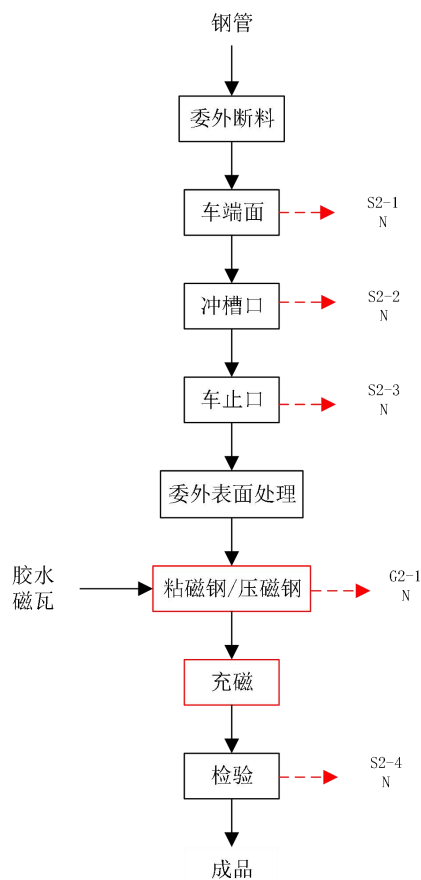 钢管
委外断料
车端面
S2-1
N
冲槽口
S2-2
N
车止口
S2-3
N
委外表面处理
胶水
磁瓦
粘磁钢/压磁钢
G2-1
N
充磁
检验
S2-4
N
成品